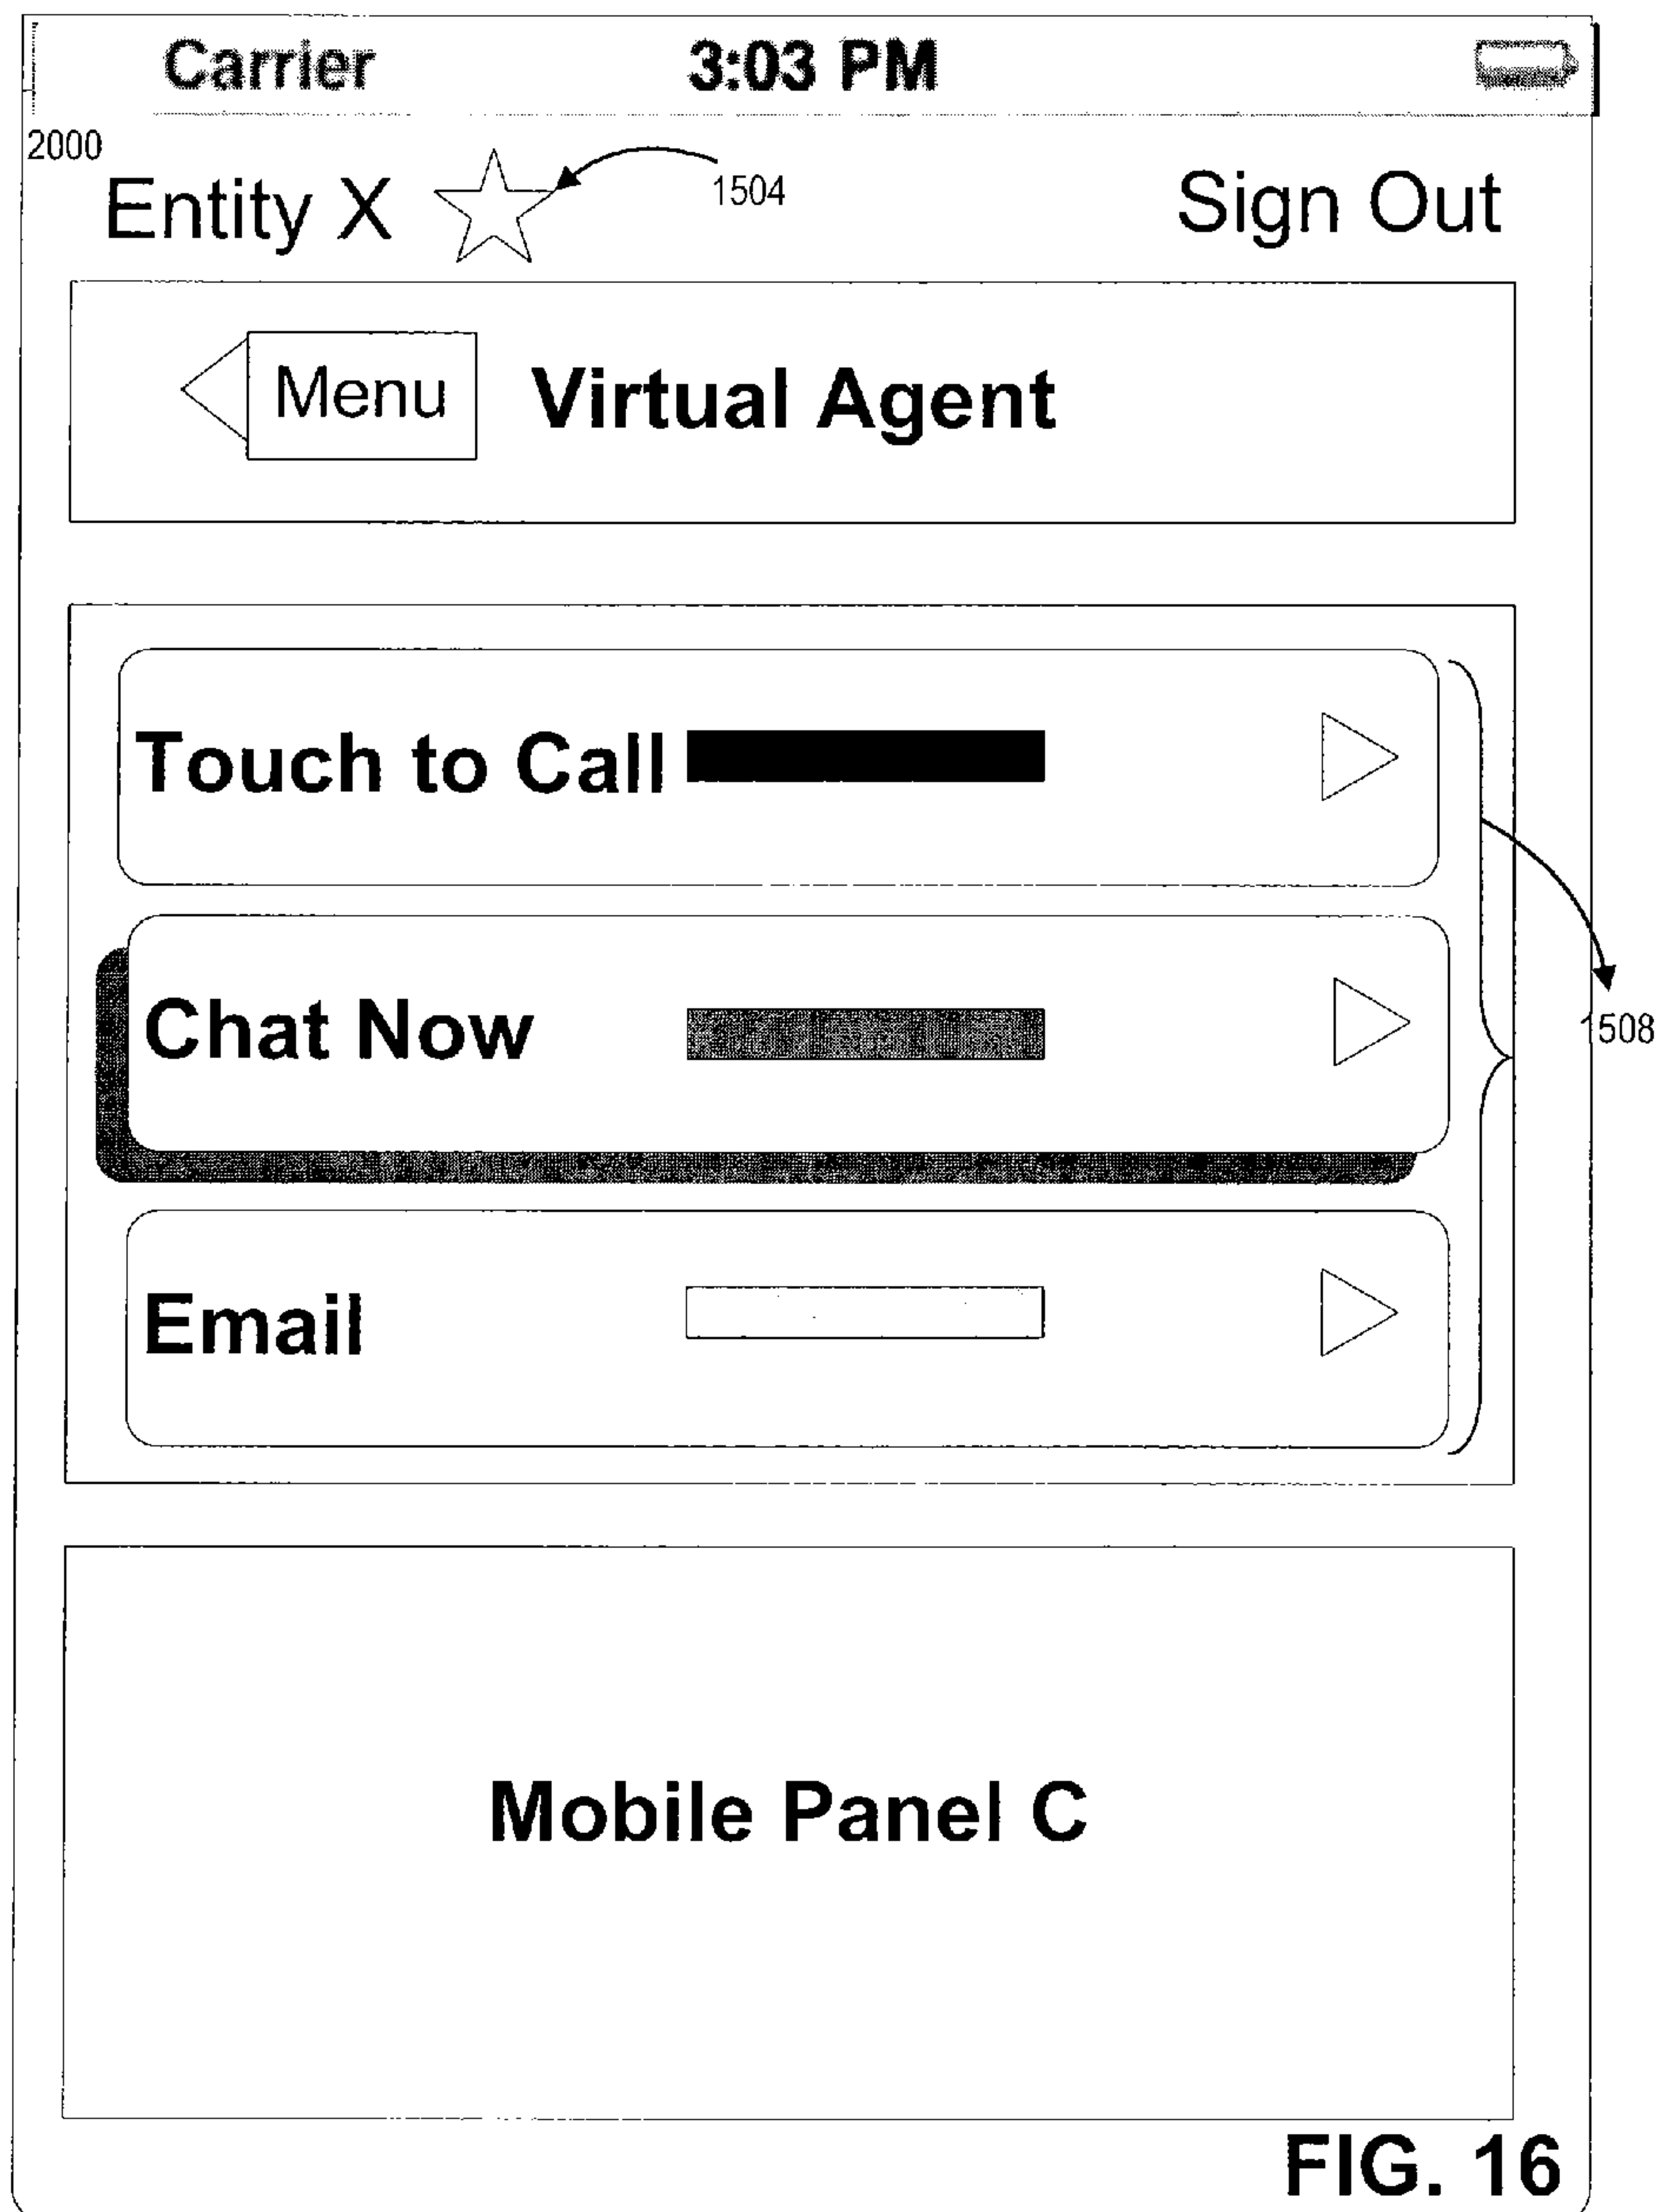 Carrier 3:03 PM
2000
Entity X 1504 Sign Out
Menu Virtual Agent
Touch to Call
Chat Now
1508
Email
Mobile Panel C
FIG. 16